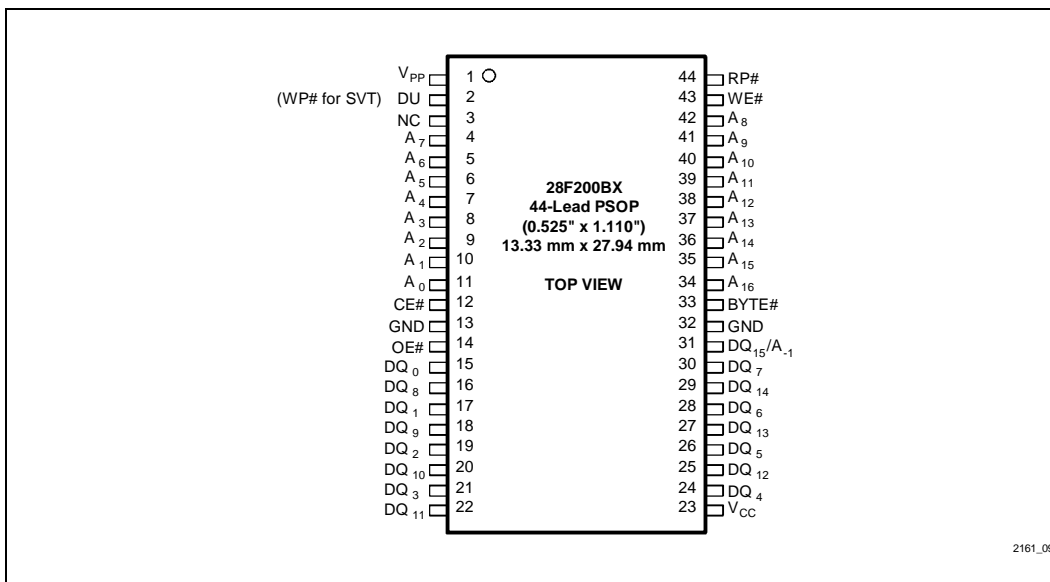 VPP 1 44 RP#
(WP# for SVT) DU 2 43 WE#
NC 3 42 A8
A7 4 41 A9
A6 5 40 A10
A5 6 39 A11
A4 7 38 A12
A3 8 37 A13
A2 9 36 A14
A1 10 35 A15
A0 11 34 A16
CE# 12 33 BYTE#
GND 13 32 GND
OE# 14 31 DQ15/A-1
DQ0 15 30 DQ7
DQ8 16 29 DQ14
DQ1 17 28 DQ6
DQ9 18 27 DQ13
DQ2 19 26 DQ5
DQ10 20 25 DQ12
DQ3 21 24 DQ4
DQ11 22 23 VCC
28F200BX
44-Lead PSOP
(0.525" x 1.110")
13.33 mm x 27.94 mm
TOP VIEW